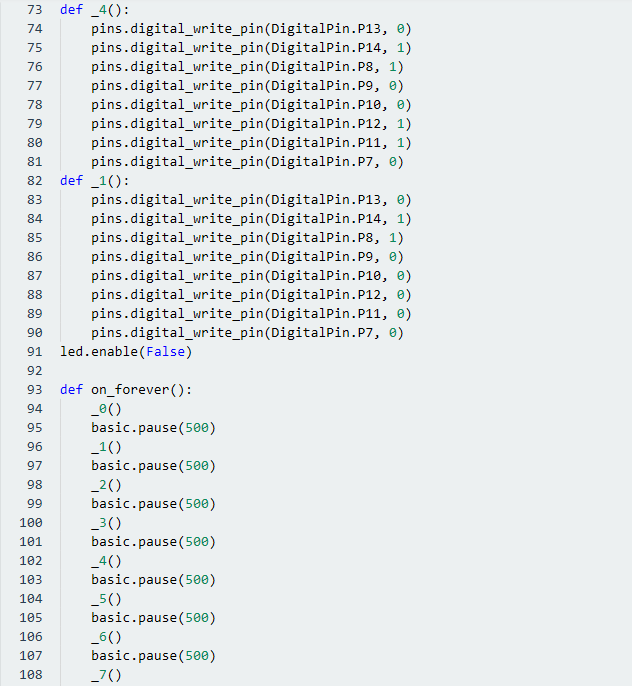 73 def _4():
74     pins.digital_write_pin(DigitalPin.P13, 0)
75     pins.digital_write_pin(DigitalPin.P14, 1)
76     pins.digital_write_pin(DigitalPin.P8, 1)
77     pins.digital_write_pin(DigitalPin.P9, 0)
78     pins.digital_write_pin(DigitalPin.P10, 0)
79     pins.digital_write_pin(DigitalPin.P12, 1)
80     pins.digital_write_pin(DigitalPin.P11, 1)
81     pins.digital_write_pin(DigitalPin.P7, 0)
82 def _1():
83     pins.digital_write_pin(DigitalPin.P13, 0)
84     pins.digital_write_pin(DigitalPin.P14, 1)
85     pins.digital_write_pin(DigitalPin.P8, 1)
86     pins.digital_write_pin(DigitalPin.P9, 0)
87     pins.digital_write_pin(DigitalPin.P10, 0)
88     pins.digital_write_pin(DigitalPin.P12, 0)
89     pins.digital_write_pin(DigitalPin.P11, 0)
90     pins.digital_write_pin(DigitalPin.P7, 0)
91 led.enable(False)
92
93 def on_forever():
94     _0()
95     basic.pause(500)
96     _1()
97     basic.pause(500)
98     _2()
99     basic.pause(500)
100     _3()
101     basic.pause(500)
102     _4()
103     basic.pause(500)
104     _5()
105     basic.pause(500)
106     _6()
107     basic.pause(500)
108     _7()